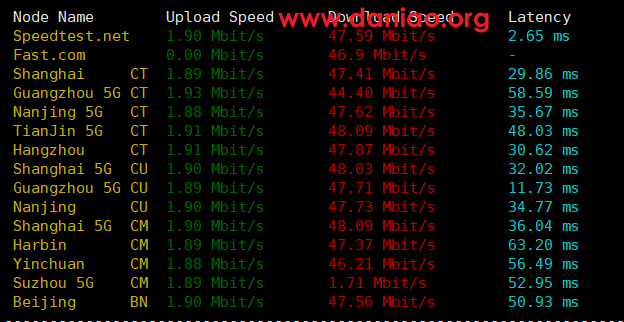 Node Name Upload Speed Download Speed Latency
www.daniao.org
Speedtest.net 1.90 Mbit/s 47.59 Mbit/s 2.65 ms
Fast.com 0.00 Mbit/s 46.9 Mbit/s -
Shanghai CT 1.89 Mbit/s 47.41 Mbit/s 29.86 ms
Guangzhou 5G CT 1.93 Mbit/s 44.40 Mbit/s 58.59 ms
Nanjing 5G CT 1.88 Mbit/s 47.62 Mbit/s 35.67 ms
TianJin 5G CT 1.91 Mbit/s 48.09 Mbit/s 48.03 ms
Hangzhou CT 1.91 Mbit/s 47.87 Mbit/s 30.62 ms
Shanghai 5G CU 1.90 Mbit/s 48.03 Mbit/s 32.02 ms
Guangzhou 5G CU 1.89 Mbit/s 47.71 Mbit/s 11.73 ms
Nanjing CU 1.90 Mbit/s 47.73 Mbit/s 34.77 ms
Shanghai 5G CM 1.90 Mbit/s 48.09 Mbit/s 36.04 ms
Harbin CM 1.89 Mbit/s 47.37 Mbit/s 63.20 ms
Yinchuan CM 1.88 Mbit/s 46.21 Mbit/s 56.49 ms
Suzhou 5G CM 1.89 Mbit/s 1.71 Mbit/s 52.95 ms
Beijing BN 1.90 Mbit/s 47.56 Mbit/s 50.93 ms